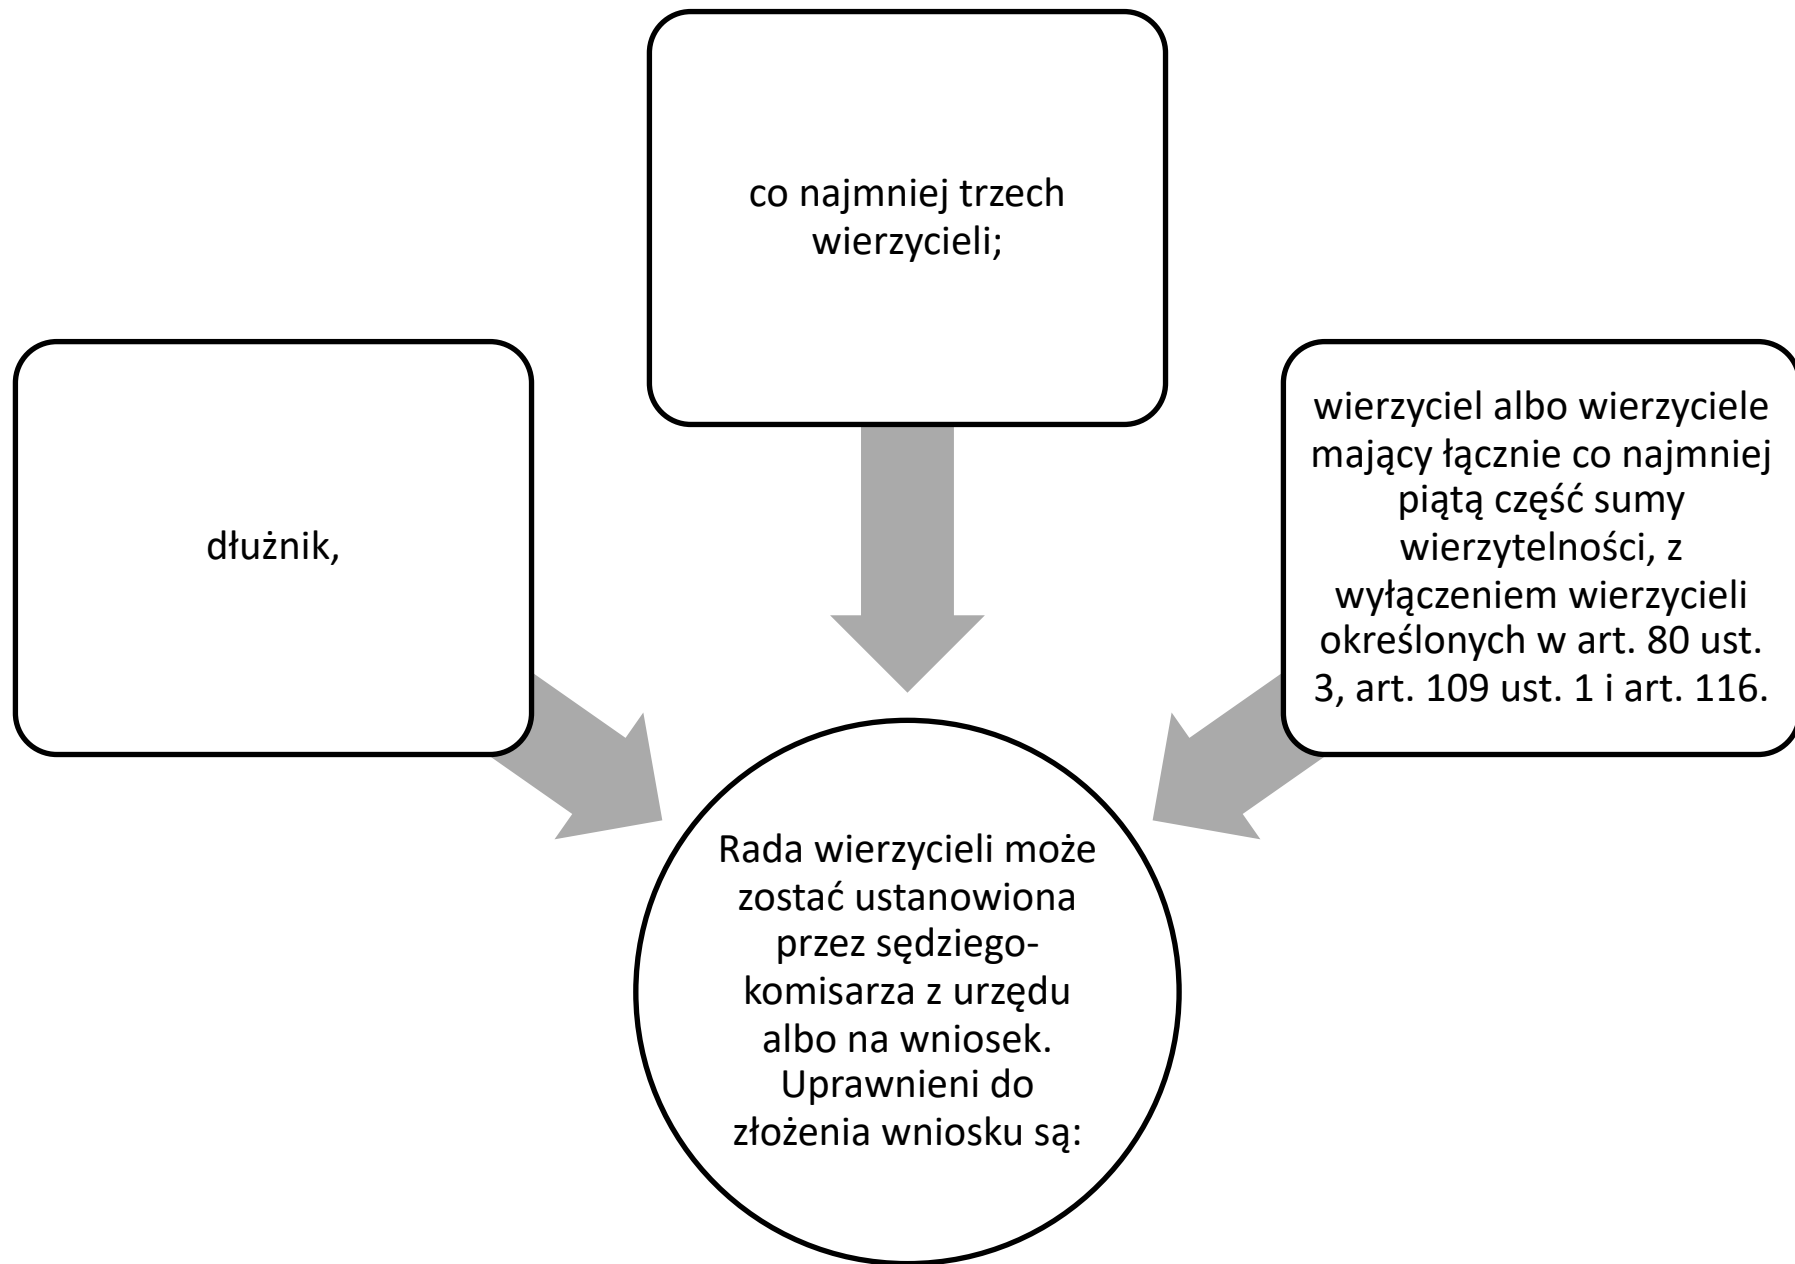 co najmniej trzech
wierzycieli;
dłużnik,
wierzyciel albo wierzyciele
mający łącznie co najmniej
piątą część sumy
wierzytelności, z
wyłączeniem wierzycieli
określonych w art. 80 ust.
3, art. 109 ust. 1 i art. 116.
Rada wierzycieli może
zostać ustanowiona
przez sędziego-
komisarza z urzędu
albo na wniosek.
Uprawnieni do
złożenia wniosku są: